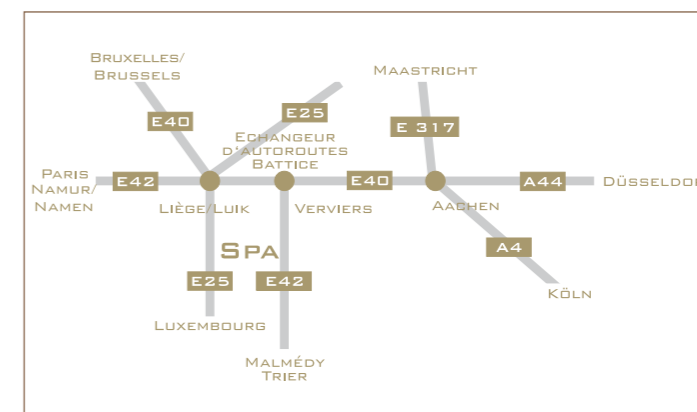 BRUXELLES/
BRUSSELS
MAASTRICHT
E40
E25
E 317
ECHANGEUR
D'AUTOROUTES
BATTICE
PARIS
NAMUR/
NAMEN
E42
E40
A44
DÜSSELDO
LIÈGE/LUIK
VERVIERS
AACHEN
SPA
A4
E25
E42
KÖLN
LUXEMBOURG
MALMÉDY
TRIER